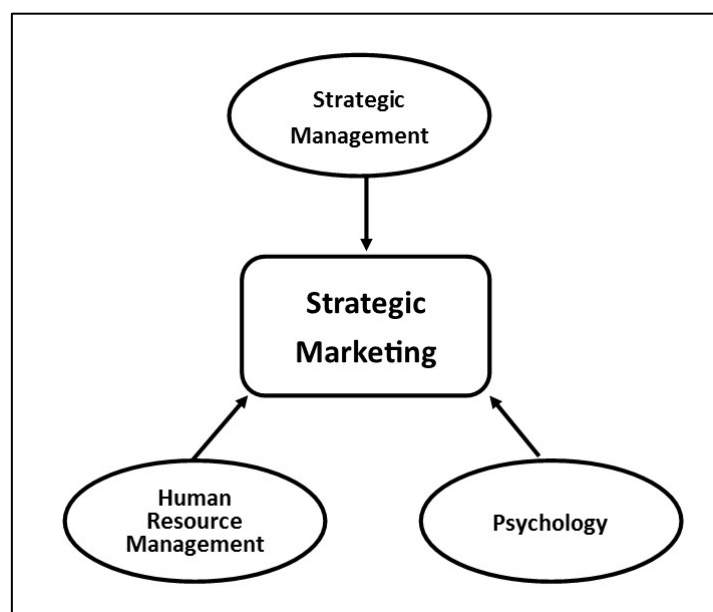 Strategic
Management
Strategic
Marketing
Human
Resource
Management
Psychology